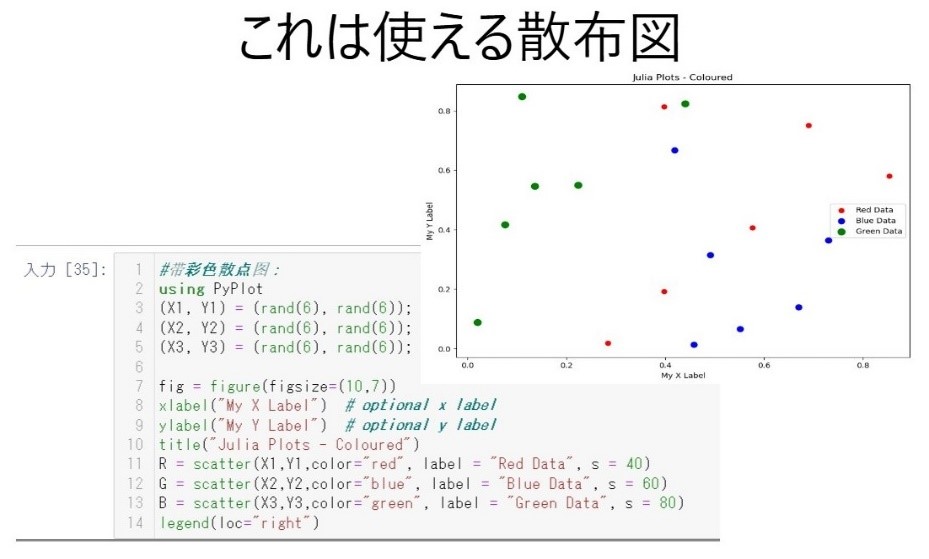 これは使える散布図
Julia Plots - Coloured
0.8
0.6
0.4
0.2
0.0
My Y Label
Red Data
Blue Data
Green Data
0.0 0.2 0.4 0.6 0.8
My X Label
入力 [35]:
1 #带彩色散点图：
2 using PyPlot
3 (X1, Y1) = (rand(6), rand(6));
4 (X2, Y2) = (rand(6), rand(6));
5 (X3, Y3) = (rand(6), rand(6));
6
7 fig = figure(figsize=(10,7))
8 xlabel("My X Label")  # optional x label
9 ylabel("My Y Label")  # optional y label
10 title("Julia Plots - Coloured")
11 R = scatter(X1,Y1,color="red", label = "Red Data", s = 40)
12 G = scatter(X2,Y2,color="blue", label = "Blue Data", s = 60)
13 B = scatter(X3,Y3,color="green", label = "Green Data", s = 80)
14 legend(loc="right")